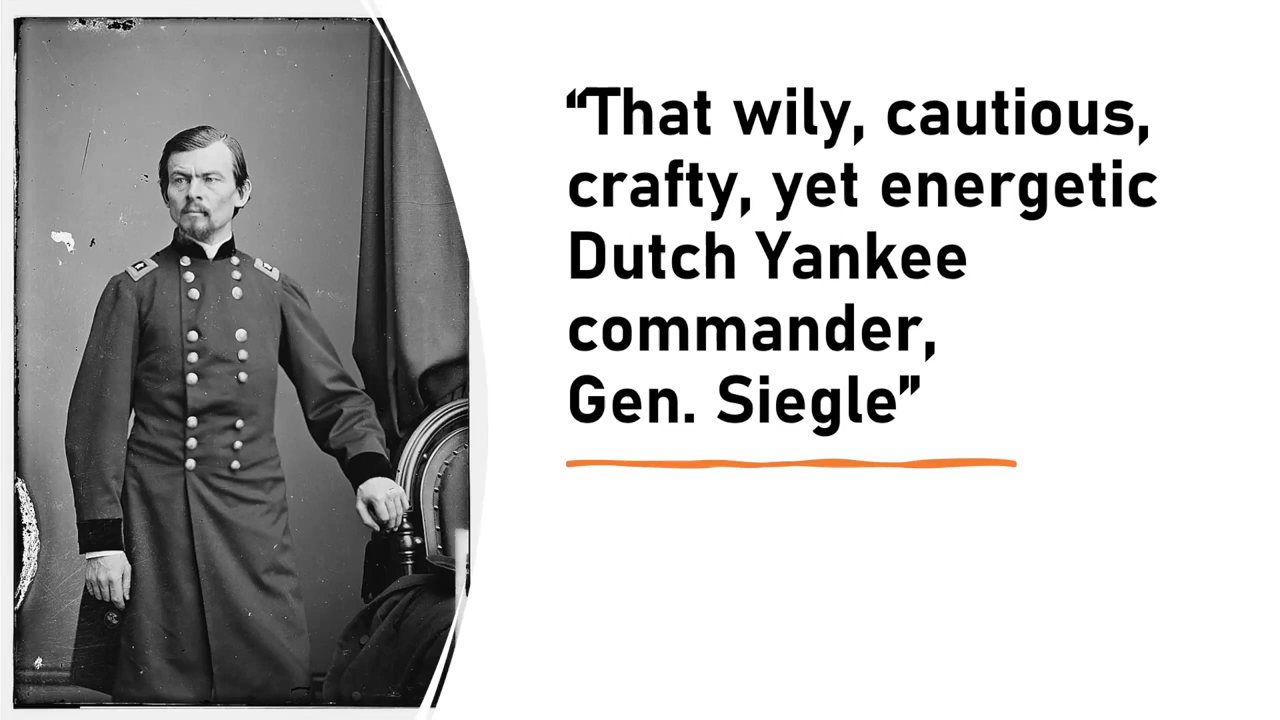 “That wily, cautious,
crafty, yet energetic
Dutch Yankee
commander,
Gen. Siegle”